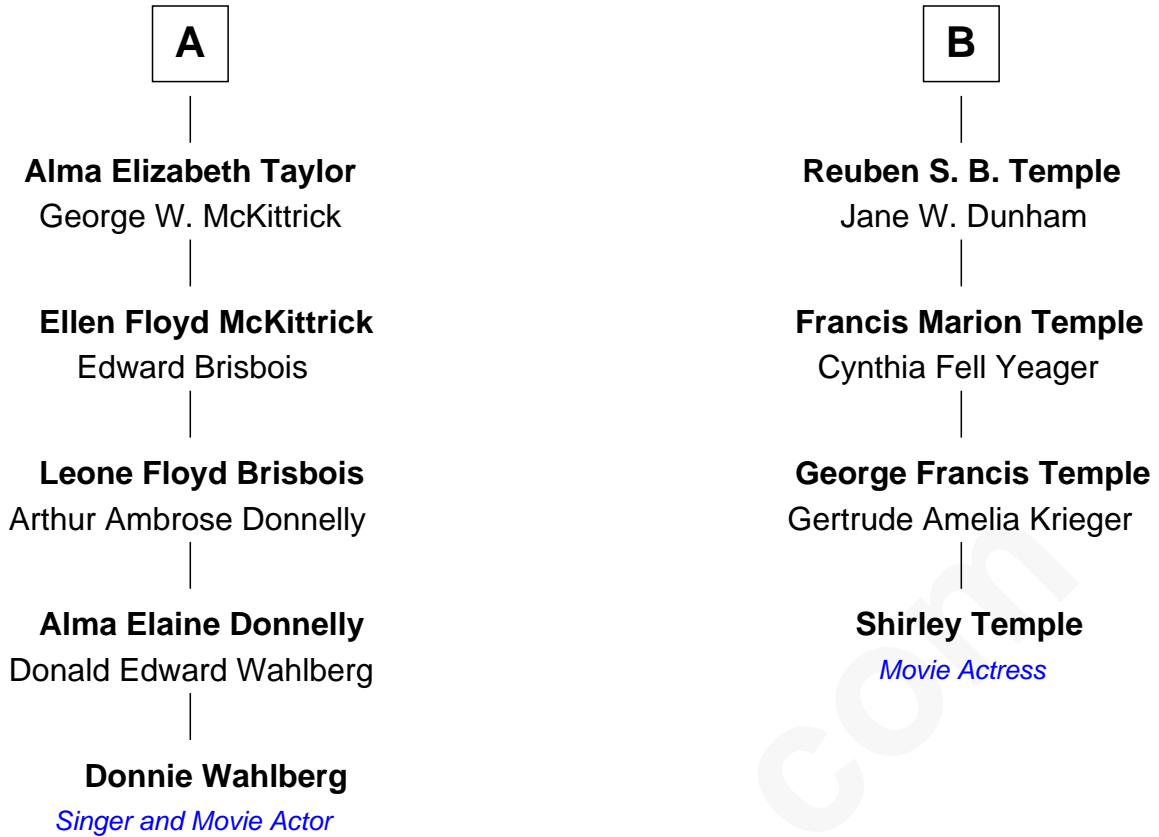 A
Alma Elizabeth Taylor
George W. McKittrick
Ellen Floyd McKittrick
Edward Brisbois
Leone Floyd Brisbois
Arthur Ambrose Donnelly
Alma Elaine Donnelly
Donald Edward Wahlberg
Donnie Wahlberg
Singer and Movie Actor
B
Reuben S. B. Temple
Jane W. Dunham
Francis Marion Temple
Cynthia Fell Yeager
George Francis Temple
Gertrude Amelia Krieger
Shirley Temple
Movie Actress
com